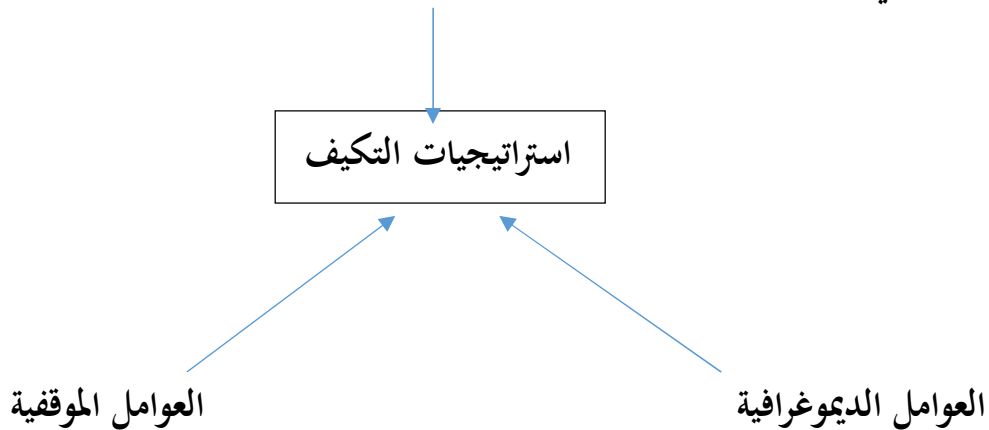 استراتيجيات التكيف
العوامل الديموغرافية
العوامل الموقفية